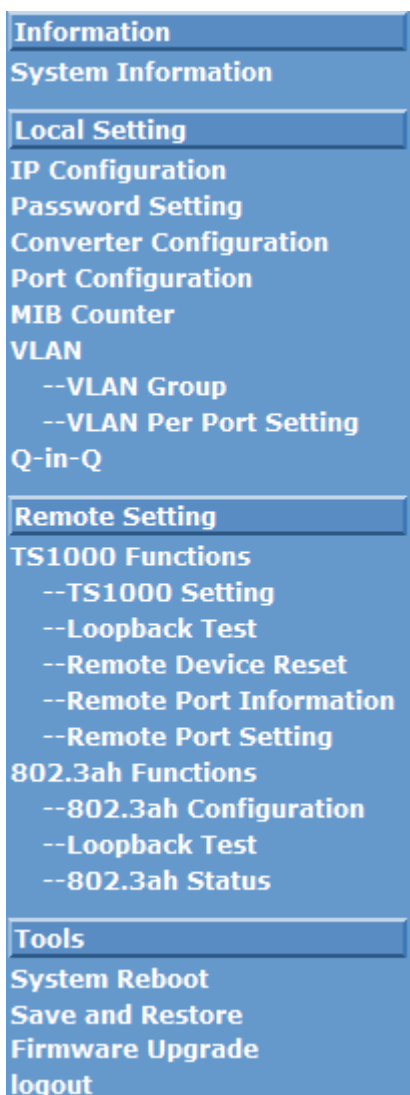 Information
System Information
Local Setting
IP Configuration
Password Setting
Converter Configuration
Port Configuration
MIB Counter
VLAN
--VLAN Group
--VLAN Per Port Setting
Q-in-Q
Remote Setting
TS1000 Functions
--TS1000 Setting
--Loopback Test
--Remote Device Reset
--Remote Port Information
--Remote Port Setting
802.3ah Functions
--802.3ah Configuration
--Loopback Test
--802.3ah Status
Tools
System Reboot
Save and Restore
Firmware Upgrade
logout